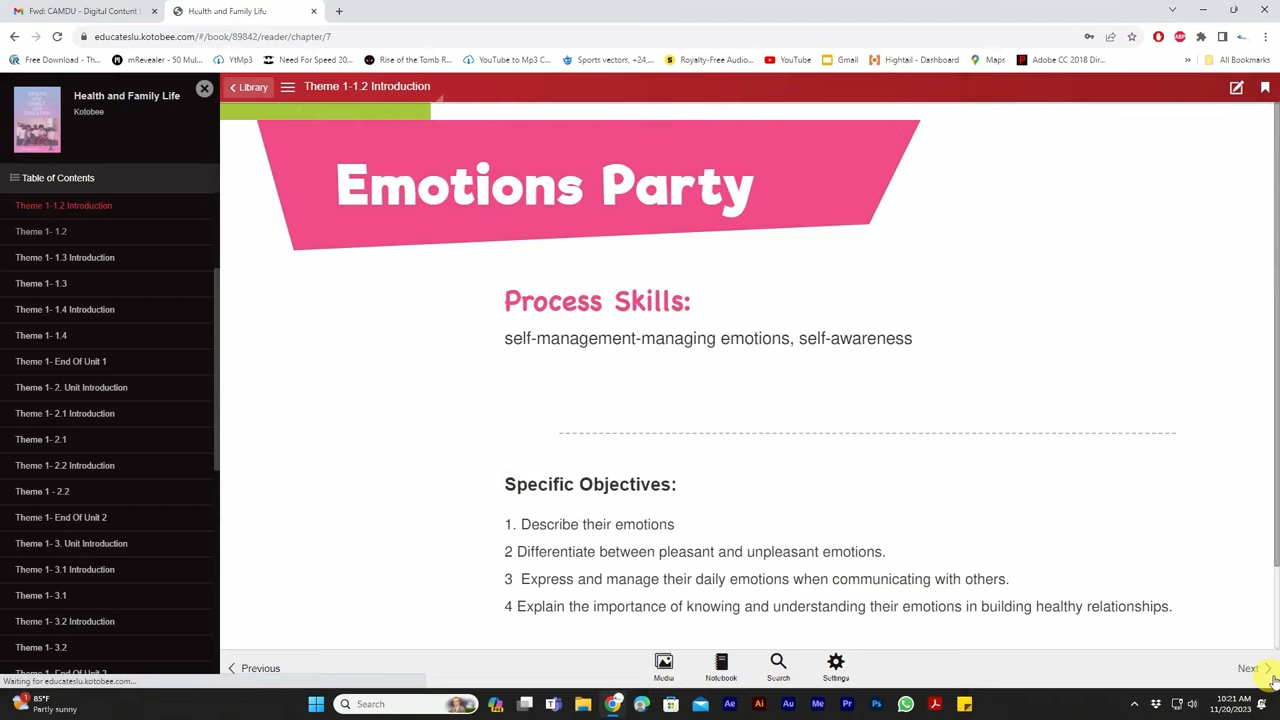 Fwd: CAMDU - Digital Content L
Health and Family Life
educateslu.kotobee.com/#/book/89842/reader/chapter/7
Free Download - Th...
mRevealer - 50 Mul...
YtMp3
Need For Speed 20...
Rise of the Tomb R...
YouTube to Mp3 C...
Sports vectors, +24,...
Royalty-Free Audio...
YouTube
Gmail
Hightail - Dashboard
Maps
Adobe CC 2018 Dir...
»
All Bookmarks
Health and Family Life
Kotobee
Library
Theme 1-1.2 Introduction
Table of Contents
Theme 1-1.2 Introduction
Theme 1- 1.2
Theme 1- 1.3 Introduction
Theme 1- 1.3
Theme 1- 1.4 Introduction
Theme 1- 1.4
Theme 1- End Of Unit 1
Theme 1- 2. Unit Introduction
Theme 1- 2.1 Introduction
Theme 1- 2.1
Theme 1- 2.2 Introduction
Theme 1 - 2.2
Theme 1- End Of Unit 2
Theme 1- 3. Unit Introduction
Theme 1- 3.1 Introduction
Theme 1- 3.1
Theme 1- 3.2 Introduction
Theme 1- 3.2
Emotions Party
Process Skills:
self-management-managing emotions, self-awareness
Specific Objectives:
1. Describe their emotions
2 Differentiate between pleasant and unpleasant emotions.
3 Express and manage their daily emotions when communicating with others.
4 Explain the importance of knowing and understanding their emotions in building healthy relationships.
Previous
Media
Notebook
Search
Settings
Next
Waiting for educateslu.kotobee.com...
85°F
Partly sunny
Search
10:21 AM
11/20/2023